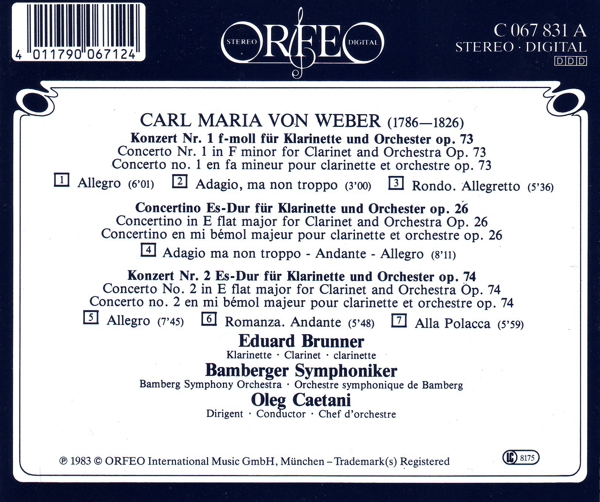 4 011790 067124
ORFEO
STEREO DIGITAL
C 067 831 A
STEREO · DIGITAL
DDD
CARL MARIA VON WEBER (1786—1826)
Konzert Nr. 1 f-moll für Klarinette und Orchester op. 73
Concerto Nr. 1 in F minor for Clarinet and Orchestra Op. 73
Concerto no. 1 en fa mineur pour clarinette et orchestre op. 73
1 Allegro (6'01) 2 Adagio, ma non troppo (3'00) 3 Rondo. Allegretto (5'36)
Concertino Es-Dur für Klarinette und Orchester op. 26
Concertino in E flat major for Clarinet and Orchestra Op. 26
Concertino en mi bémol majeur pour clarinette et orchestre op. 26
4 Adagio ma non troppo - Andante - Allegro (8'11)
Konzert Nr. 2 Es-Dur für Klarinette und Orchester op. 74
Concerto No. 2 in E flat major for Clarinet and Orchestra Op. 74
Concerto no. 2 en mi bémol majeur pour clarinette et orchestre op. 74
5 Allegro (7'45) 6 Romanza. Andante (5'48) 7 Alla Polacca (5'59)
Eduard Brunner
Klarinette · Clarinet · clarinette
Bamberger Symphoniker
Bamberg Symphony Orchestra · Orchestre symphonique de Bamberg
Oleg Caetani
Dirigent · Conductor · Chef d'orchestre
℗ 1983 © ORFEO International Music GmbH, München – Trademark(s) Registered
LC 8175